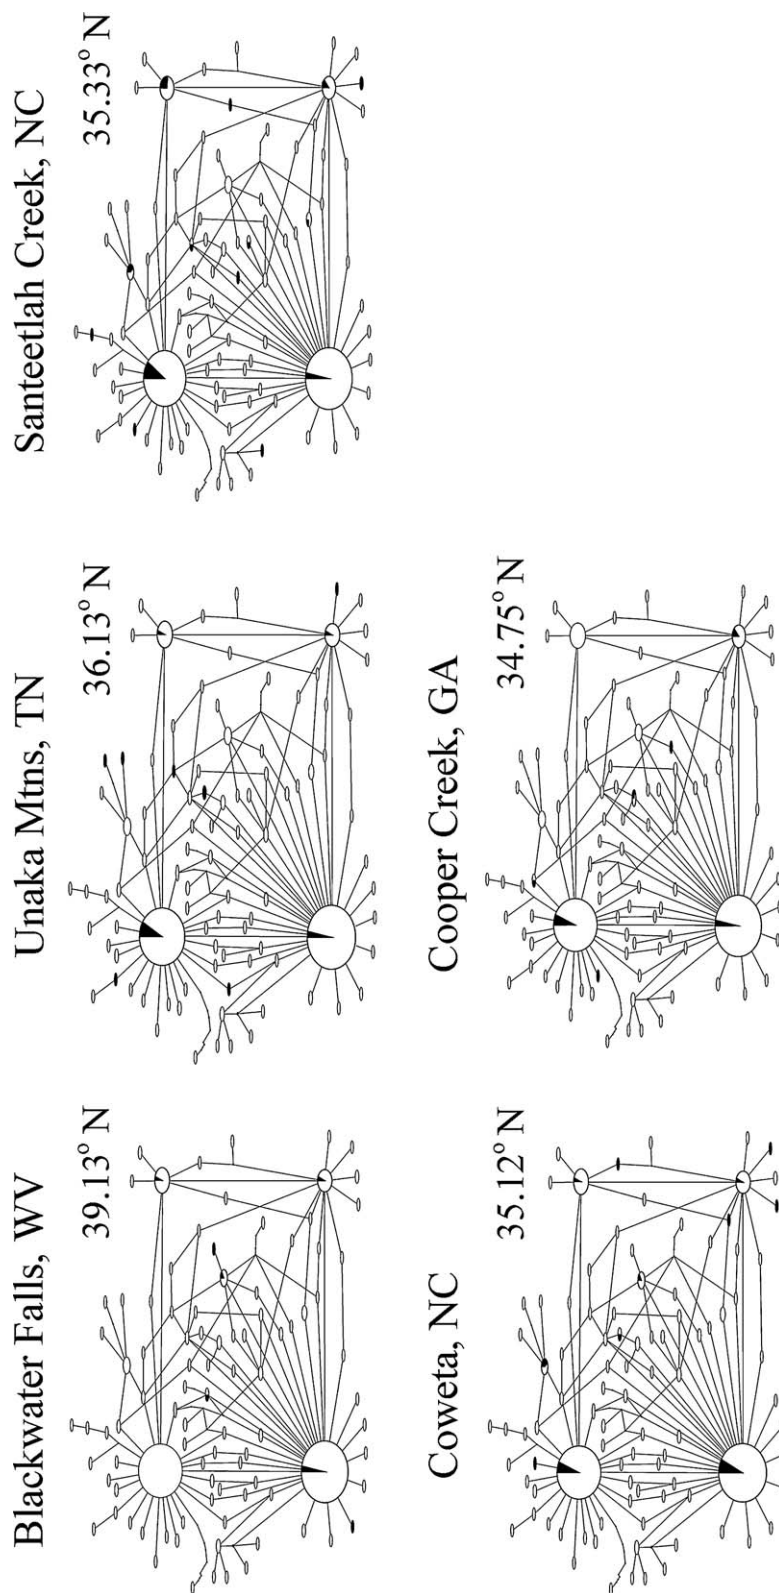 Blackwater Falls, WV
39.13° N
Unaka Mtns, TN
36.13° N
Santeetlah Creek, NC
35.33° N
Coweta, NC
35.12° N
Cooper Creek, GA
34.75° N